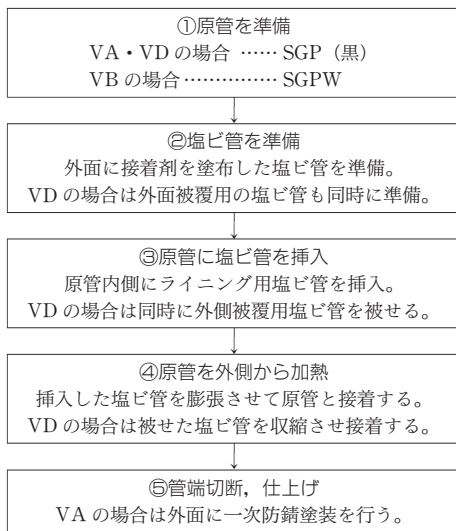 ①原管を準備
VA・VD の場合 …… SGP（黒）
VB の場合…………… SGPW
②塩ビ管を準備
外面に接着剤を塗布した塩ビ管を準備。
VD の場合は外面被覆用の塩ビ管も同時に準備。
③原管に塩ビ管を挿入
原管内側にライニング用塩ビ管を挿入。
VD の場合は同時に外側被覆用塩ビ管を被せる。
④原管を外側から加熱
挿入した塩ビ管を膨張させて原管と接着する。
VD の場合は被せた塩ビ管を収縮させ接着する。
⑤管端切断，仕上げ
VA の場合は外面に一次防錆塗装を行う。